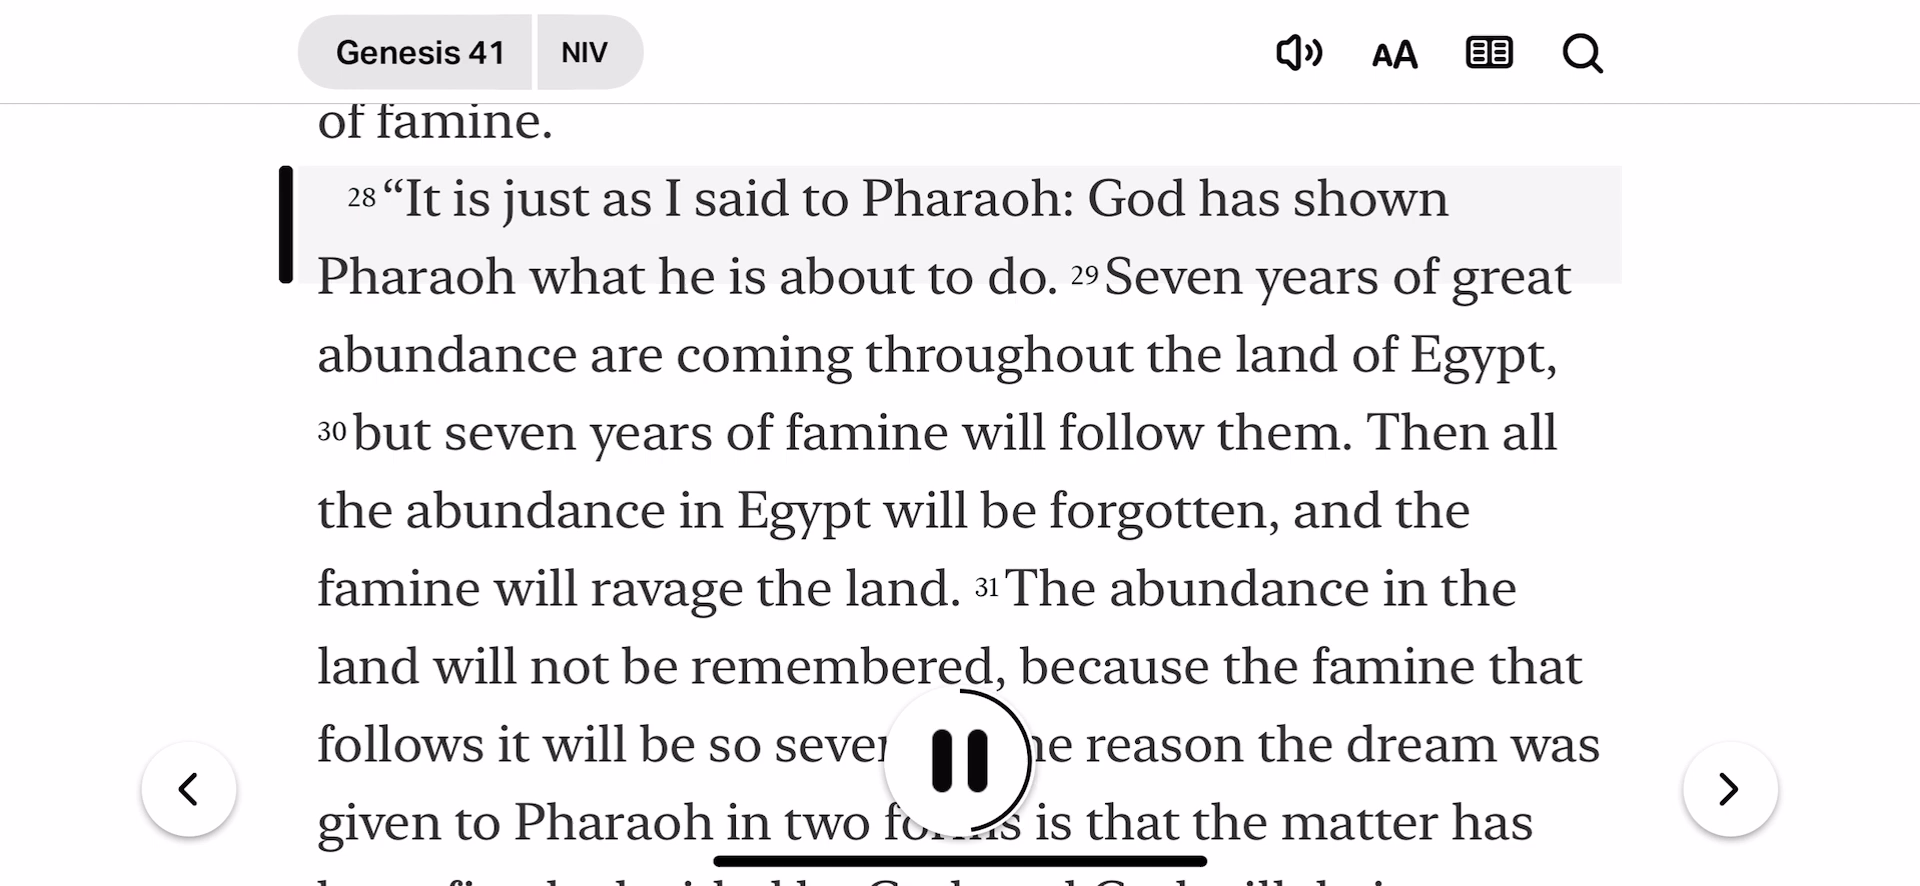 Genesis 41 NIV AA
of famine.
28 “It is just as I said to Pharaoh: God has shown
Pharaoh what he is about to do. 29 Seven years of great
abundance are coming throughout the land of Egypt,
30 but seven years of famine will follow them. Then all
the abundance in Egypt will be forgotten, and the
famine will ravage the land. 31 The abundance in the
land will not be remembered, because the famine that
follows it will be so reason the dream was
given to Pharaoh in two is that the matter has